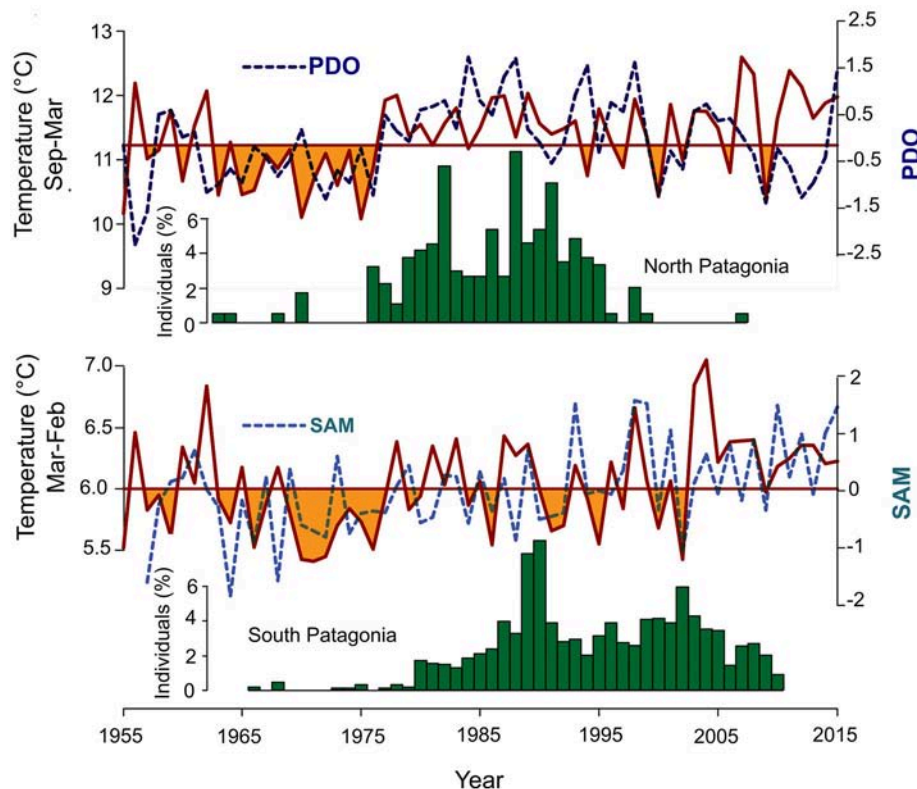 13
12
11
10
9
Temperature (°C)
Sep-Mar
PDO
2.5
1.5
0.5
-0.5
-1.5
-2.5
PDO
6
4
2
0
Individuals (%)
North Patagonia
7.0
6.5
6.0
5.5
Temperature (°C)
Mar-Feb
SAM
2
1
0
-1
-2
SAM
6
4
2
0
Individuals (%)
South Patagonia
1955
1965
1975
1985
1995
2005
2015
Year